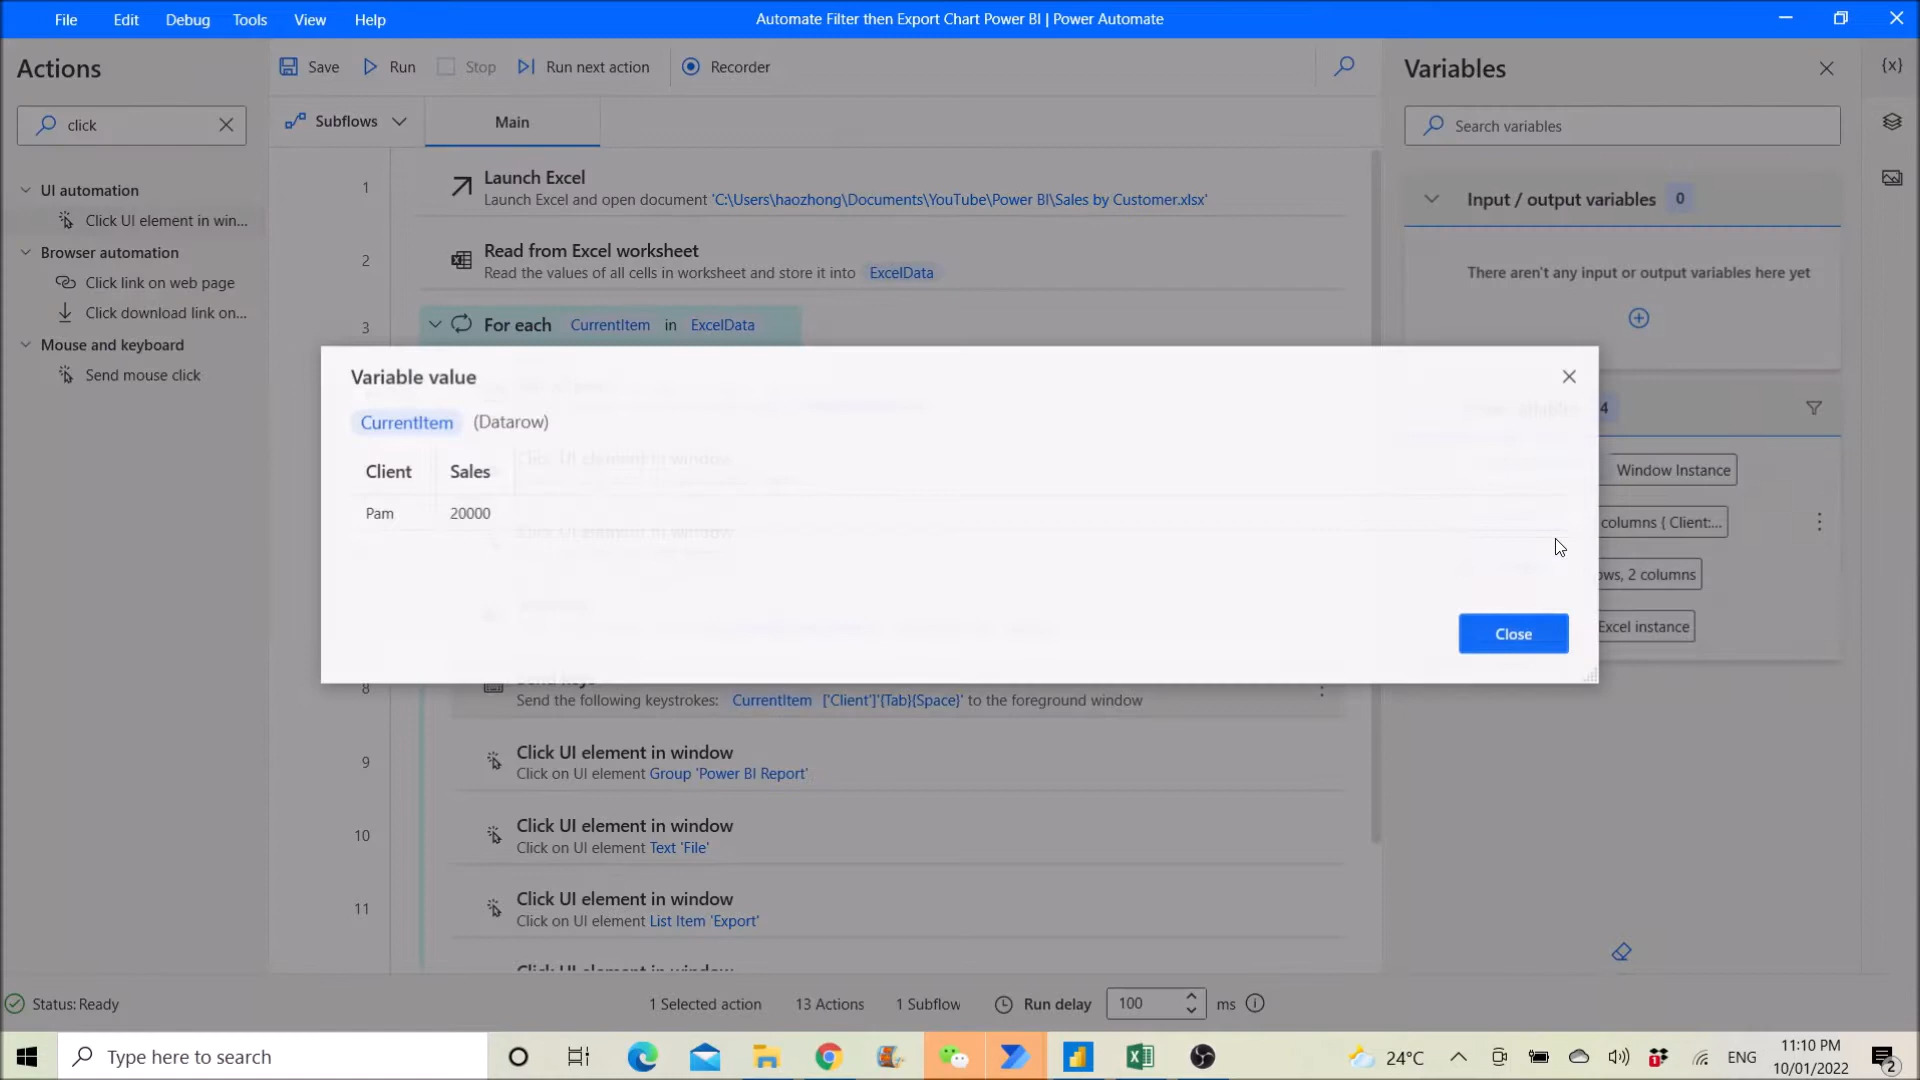 File Edit Debug Tools View Help
Automate Filter then Export Chart Power BI | Power Automate
Actions
click
UI automation
Click UI element in win...
Browser automation
Click link on web page
Click download link on...
Mouse and keyboard
Send mouse click
Save Run Stop Run next action Recorder
Subflows Main
1 Launch Excel
Launch Excel and open document 'C:\Users\haozhong\Documents\YouTube\Power BI\Sales by Customer.xlsx'
2 Read from Excel worksheet
Read the values of all cells in worksheet and store it into ExcelData
3 For each CurrentItem in ExcelData
Variable value
CurrentItem (Datarow)
Client Sales
Pam 20000
Close
8 Send keys
Send the following keystrokes: CurrentItem ['Client']'{Tab}{Space}' to the foreground window
9 Click UI element in window
Click on UI element Group 'Power BI Report'
10 Click UI element in window
Click on UI element Text 'File'
11 Click UI element in window
Click on UI element List Item 'Export'
Click UI element in window
Variables {x}
Search variables
Input / output variables 0
There aren't any input or output variables here yet
4
Window Instance
columns { Client:...
ows, 2 columns
Excel instance
Status: Ready 1 Selected action 13 Actions 1 Subflow Run delay 100 ms
Type here to search
24°C ENG 11:10 PM
10/01/2022 2